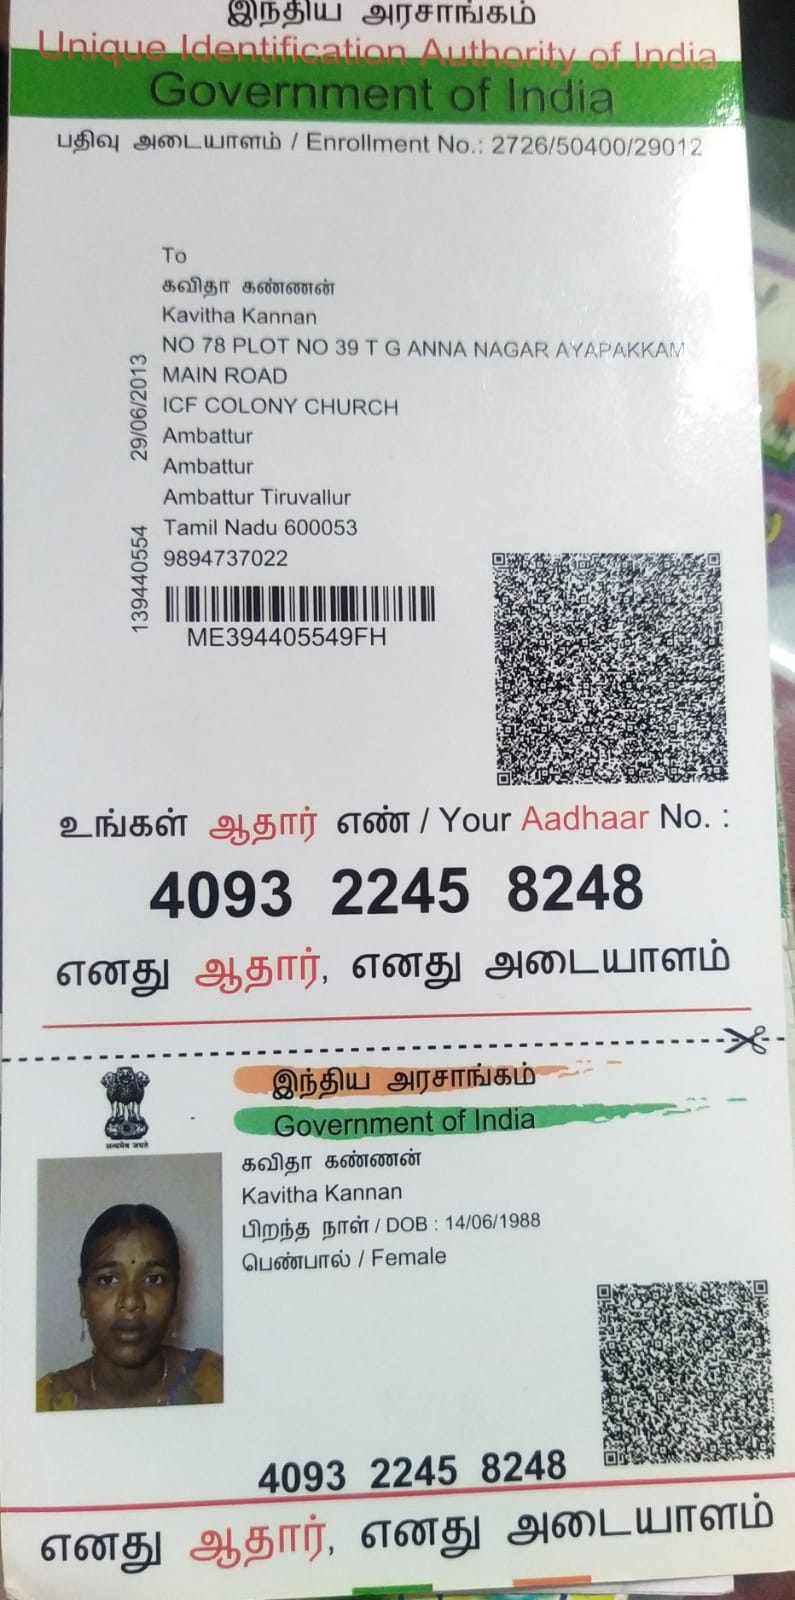 இந்திய அரசாங்கம்
Unique Identification Authority of India
Government of India
பதிவு அடையாளம் / Enrollment No.: 2726/50400/29012
To
கவிதா கண்ணன்
Kavitha Kannan
NO 78 PLOT NO 39 T G ANNA NAGAR AYAPAKKAM
MAIN ROAD
ICF COLONY CHURCH
Ambattur
Ambattur
Ambattur Tiruvallur
Tamil Nadu 600053
9894737022
29/06/2013
139440554
ME394405549FH
உங்கள் ஆதார் எண் / Your Aadhaar No. :
4093 2245 8248
எனது ஆதார், எனது அடையாளம்
இந்திய அரசாங்கம்
Government of India
सत्यमेव जयते
கவிதா கண்ணன்
Kavitha Kannan
பிறந்த நாள் / DOB : 14/06/1988
பெண்பால் / Female
4093 2245 8248
எனது ஆதார், எனது அடையாளம்